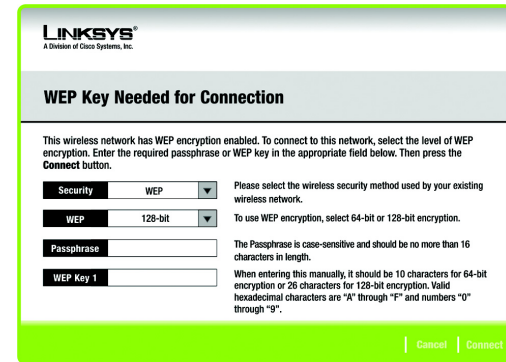 LINKSYS®
A Division of Cisco Systems, Inc.
WEP Key Needed for Connection
This wireless network has WEP encryption enabled. To connect to this network, select the level of WEP
encryption. Enter the required passphrase or WEP key in the appropriate field below. Then press the
Connect button.
Security WEP Please select the wireless security method used by your existing
wireless network.
WEP 128-bit To use WEP encryption, select 64-bit or 128-bit encryption.
Passphrase The Passphrase is case-sensitive and should be no more than 16
characters in length.
WEP Key 1 When entering this manually, it should be 10 characters for 64-bit
encryption or 26 characters for 128-bit encryption. Valid
hexadecimal characters are “A” through “F” and numbers “0”
through “9”.
Cancel Connect